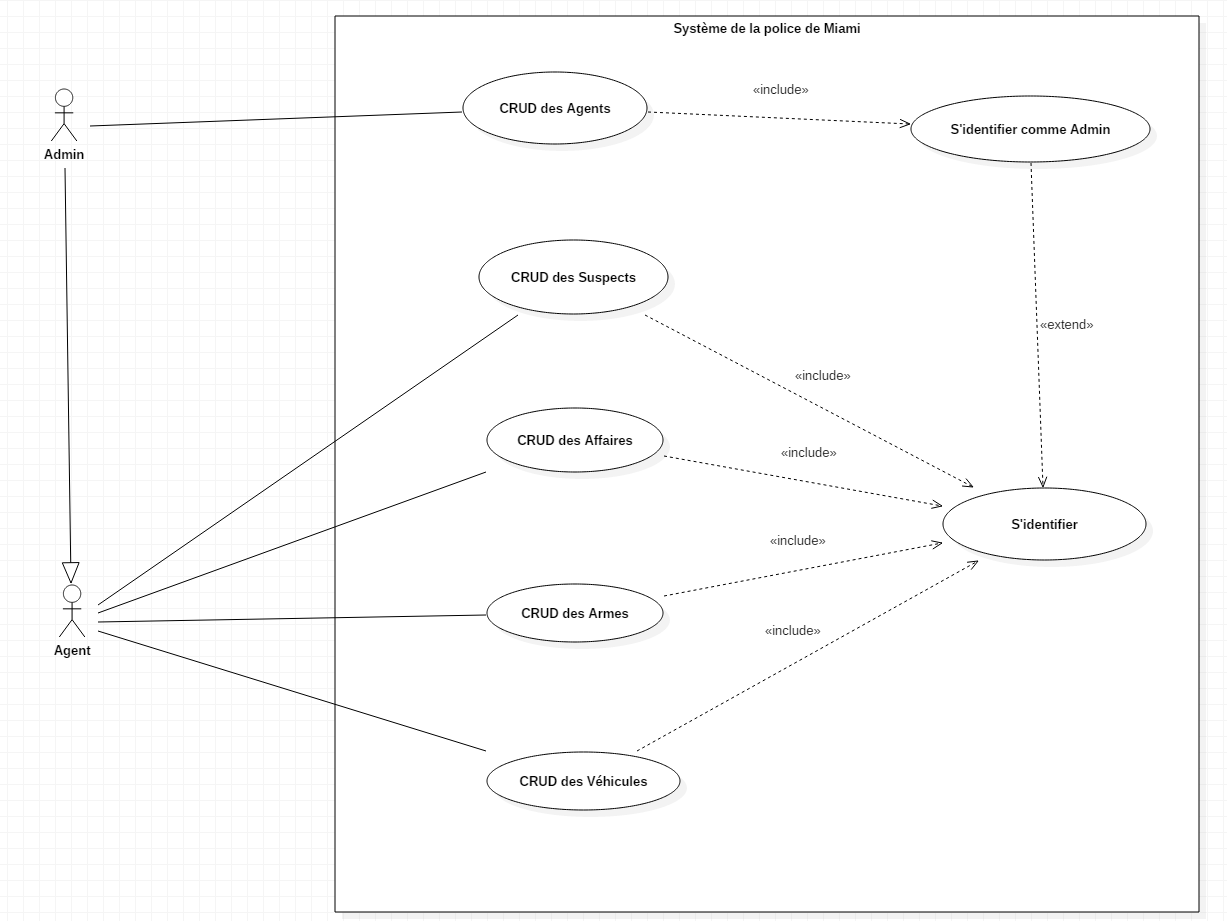 Système de la police de Miami
«include»
CRUD des Agents
S'identifier comme Admin
Admin
CRUD des Suspects
«extend»
«include»
CRUD des Affaires
«include»
S'identifier
«include»
CRUD des Armes
«include»
Agent
CRUD des Véhicules